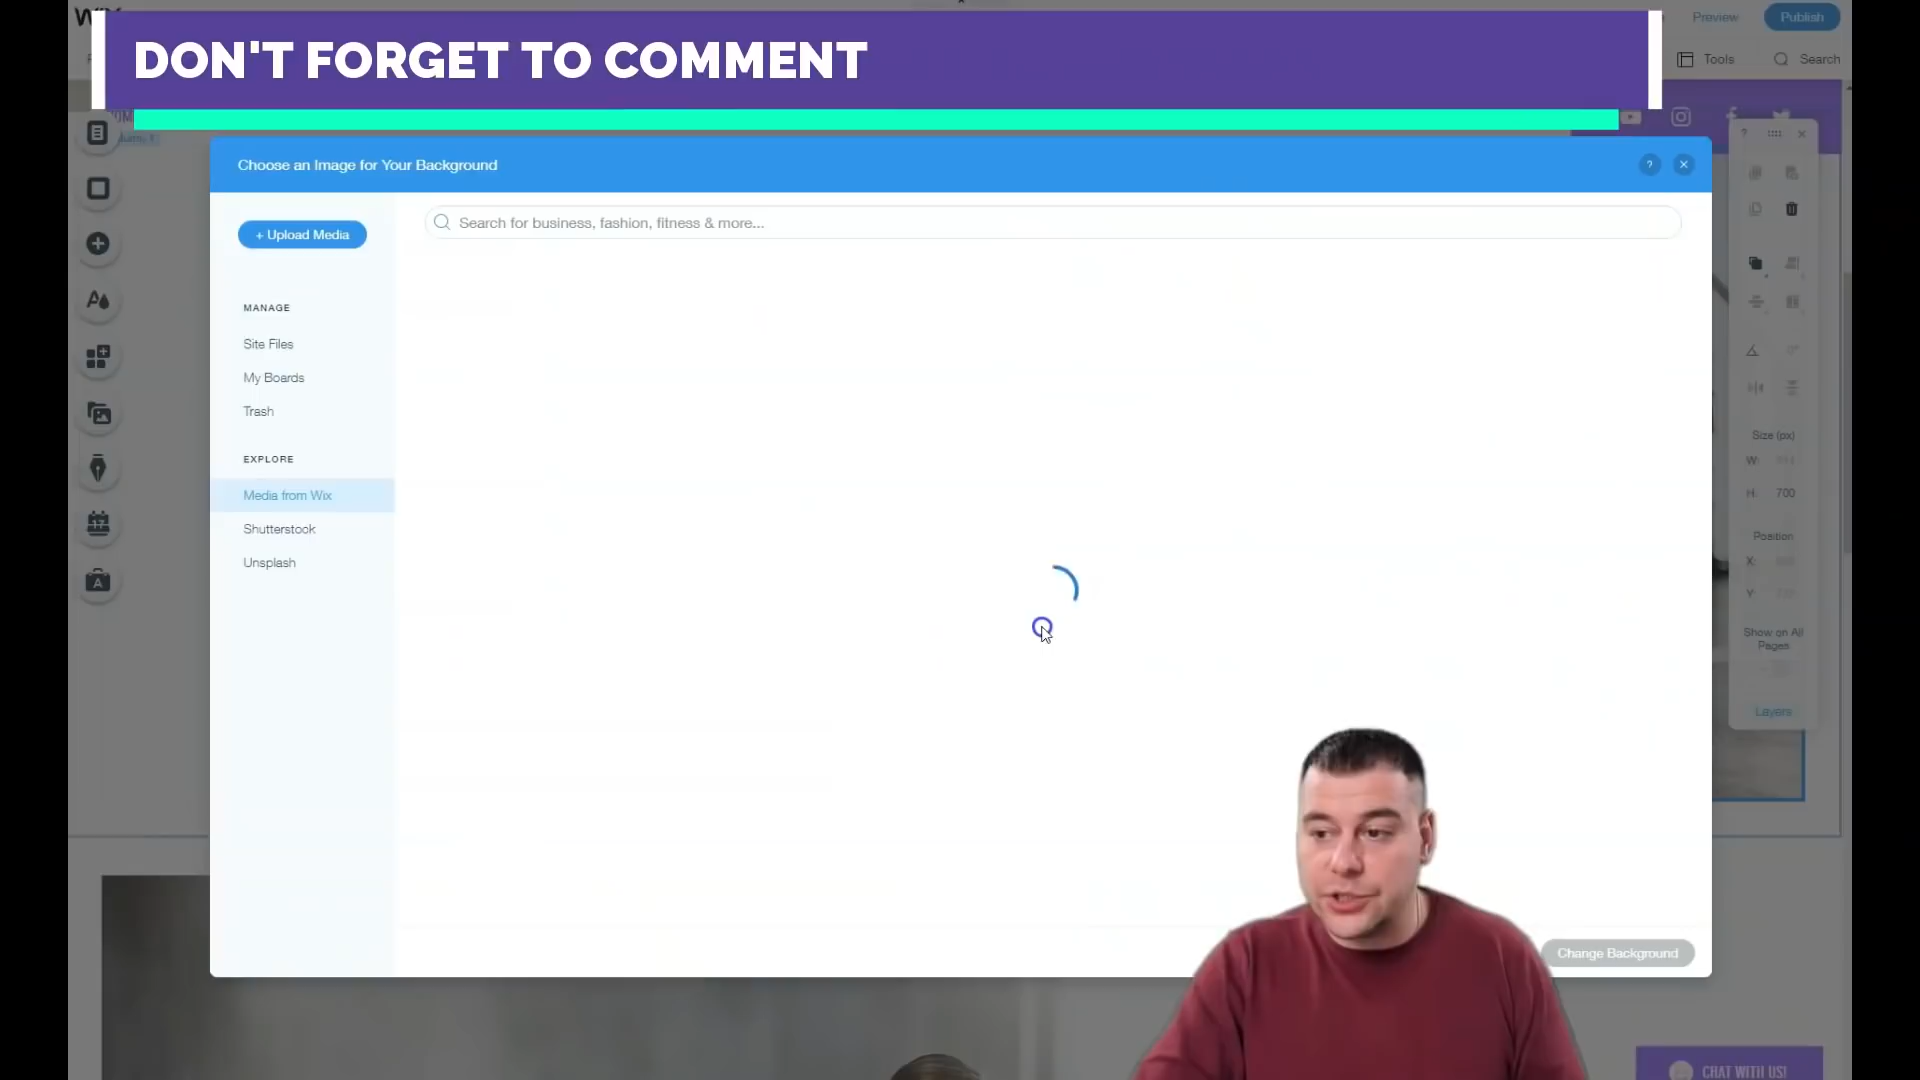 DON'T FORGET TO COMMENT
Preview
Publish
Tools
Search
Choose an Image for Your Background
?
+ Upload Media
Search for business, fashion, fitness & more...
MANAGE
Site Files
My Boards
Trash
EXPLORE
Media from Wix
Shutterstock
Unsplash
Size (px)
W:
H: 700
Position
X:
Y:
Show on All
Pages
Layers
Change Background
CHAT WITH US!